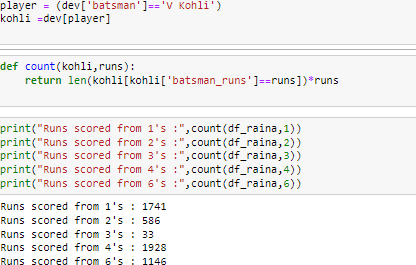 player = (dev['batsman']=='V Kohli')
kohli =dev[player]
def count(kohli,runs):
    return len(kohli[kohli['batsman_runs']==runs])*runs
print("Runs scored from 1's :",count(df_raina,1))
print("Runs scored from 2's :",count(df_raina,2))
print("Runs scored from 3's :",count(df_raina,3))
print("Runs scored from 4's :",count(df_raina,4))
print("Runs scored from 6's :",count(df_raina,6))
Runs scored from 1's : 1741
Runs scored from 2's : 586
Runs scored from 3's : 33
Runs scored from 4's : 1928
Runs scored from 6's : 1146